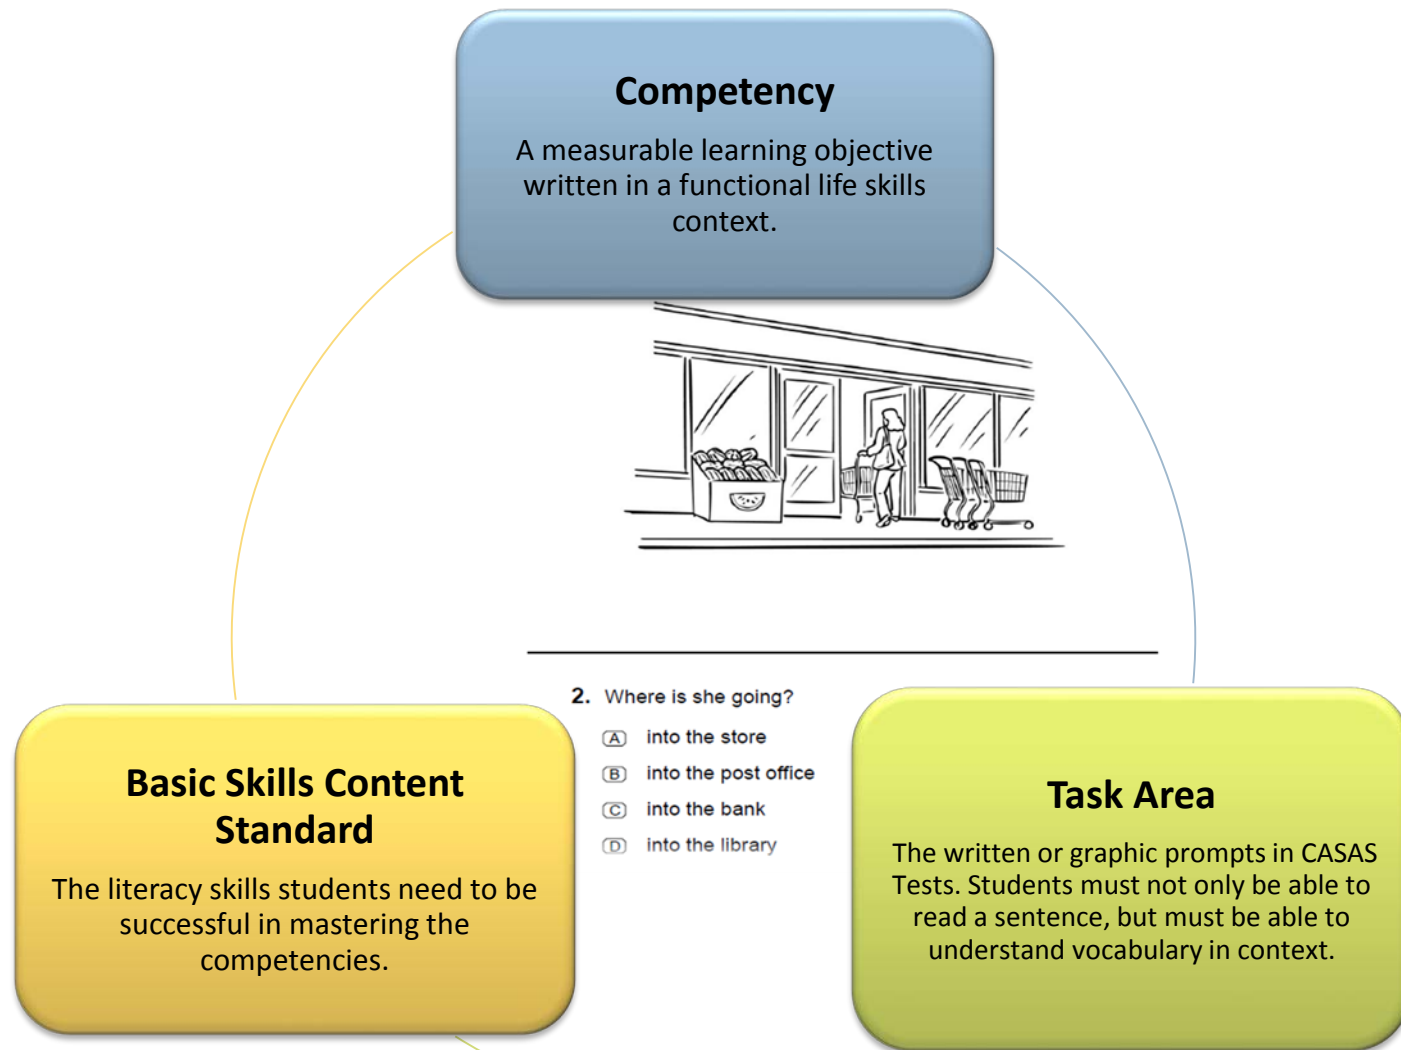 Competency
A measurable learning objective
written in a functional life skills
context.
2. Where is she going?
A into the store
B into the post office
C into the bank
D into the library
Basic Skills Content
Standard
The literacy skills students need to be
successful in mastering the
competencies.
Task Area
The written or graphic prompts in CASAS
Tests. Students must not only be able to
read a sentence, but must be able to
understand vocabulary in context.